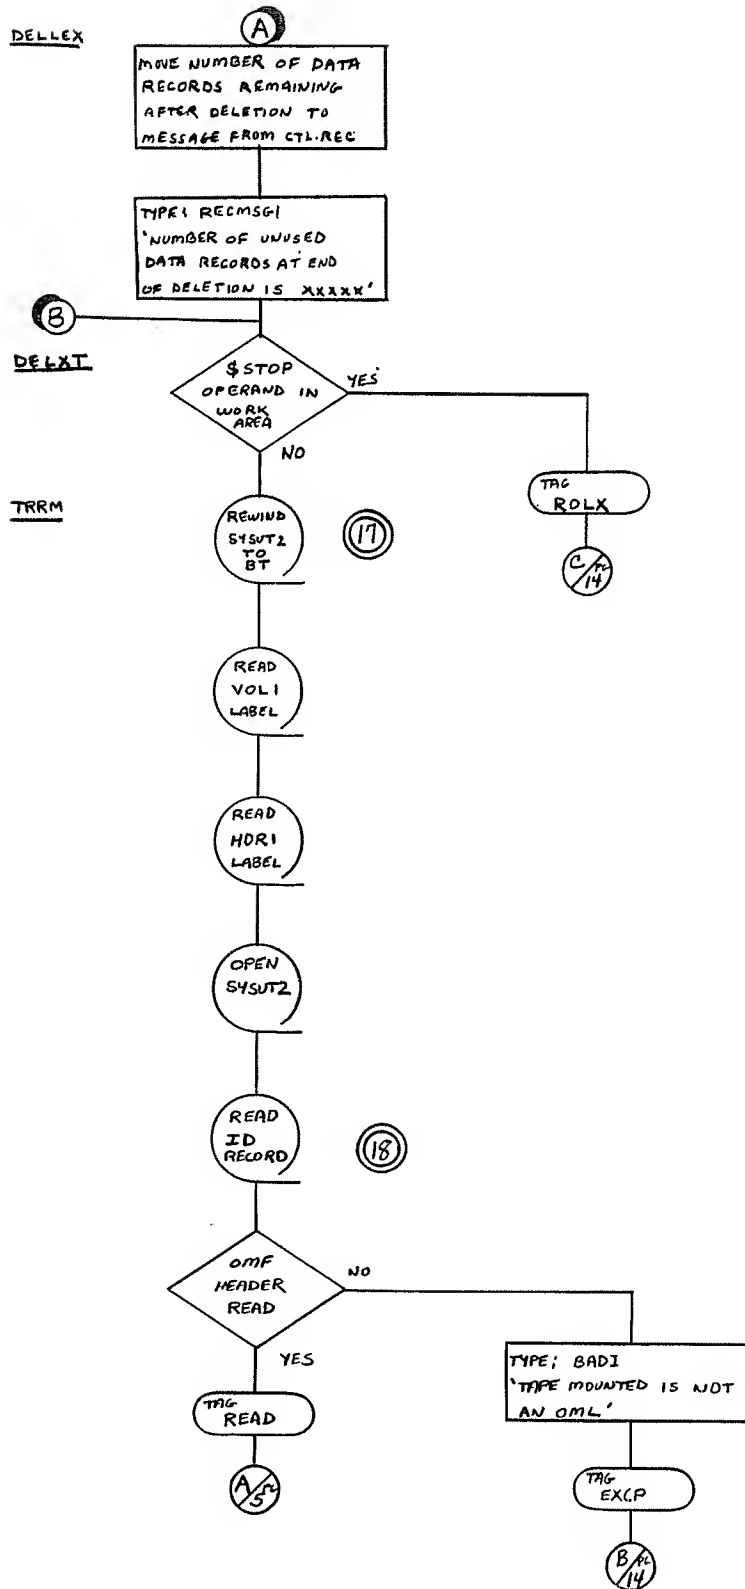 DELLEX
A
MOVE NUMBER OF DATA
RECORDS REMAINING
AFTER DELETION TO
MESSAGE FROM CTL.REC
TYPE: RECMSG1
'NUMBER OF UNUSED
DATA RECORDS AT END
OF DELETION IS XXXXX'
B
DELXT
$STOP
OPERAND IN
WORK
AREA
YES
NO
TAG
ROLX
C/PG
14
TRRM
REWIND
SYSUT2
TO
BT
17
READ
VOL1
LABEL
READ
HDR1
LABEL
OPEN
SYSUT2
READ
ID
RECORD
18
OMF
HEADER
READ
NO
YES
TYPE; BAD1
'TAPE MOUNTED IS NOT
AN OML'
TAG
READ
A/PG
5
TAG
EXCP
B/PG
14